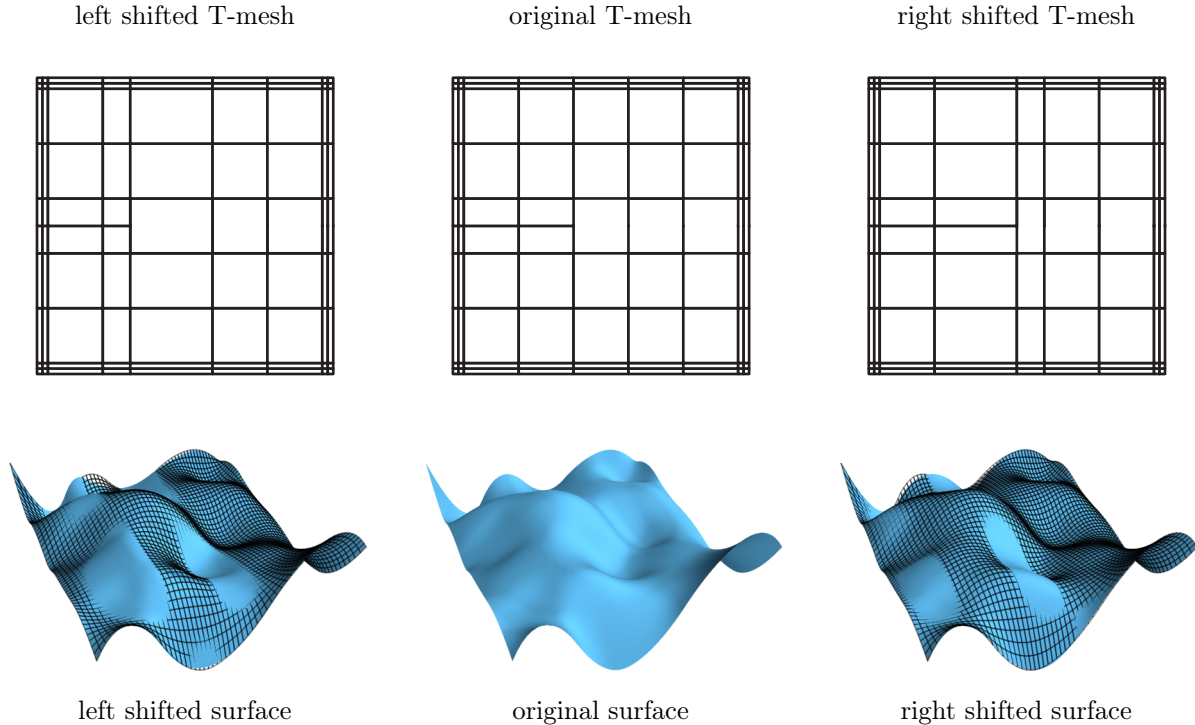 left shifted T-mesh
original T-mesh
right shifted T-mesh
left shifted surface
original surface
right shifted surface